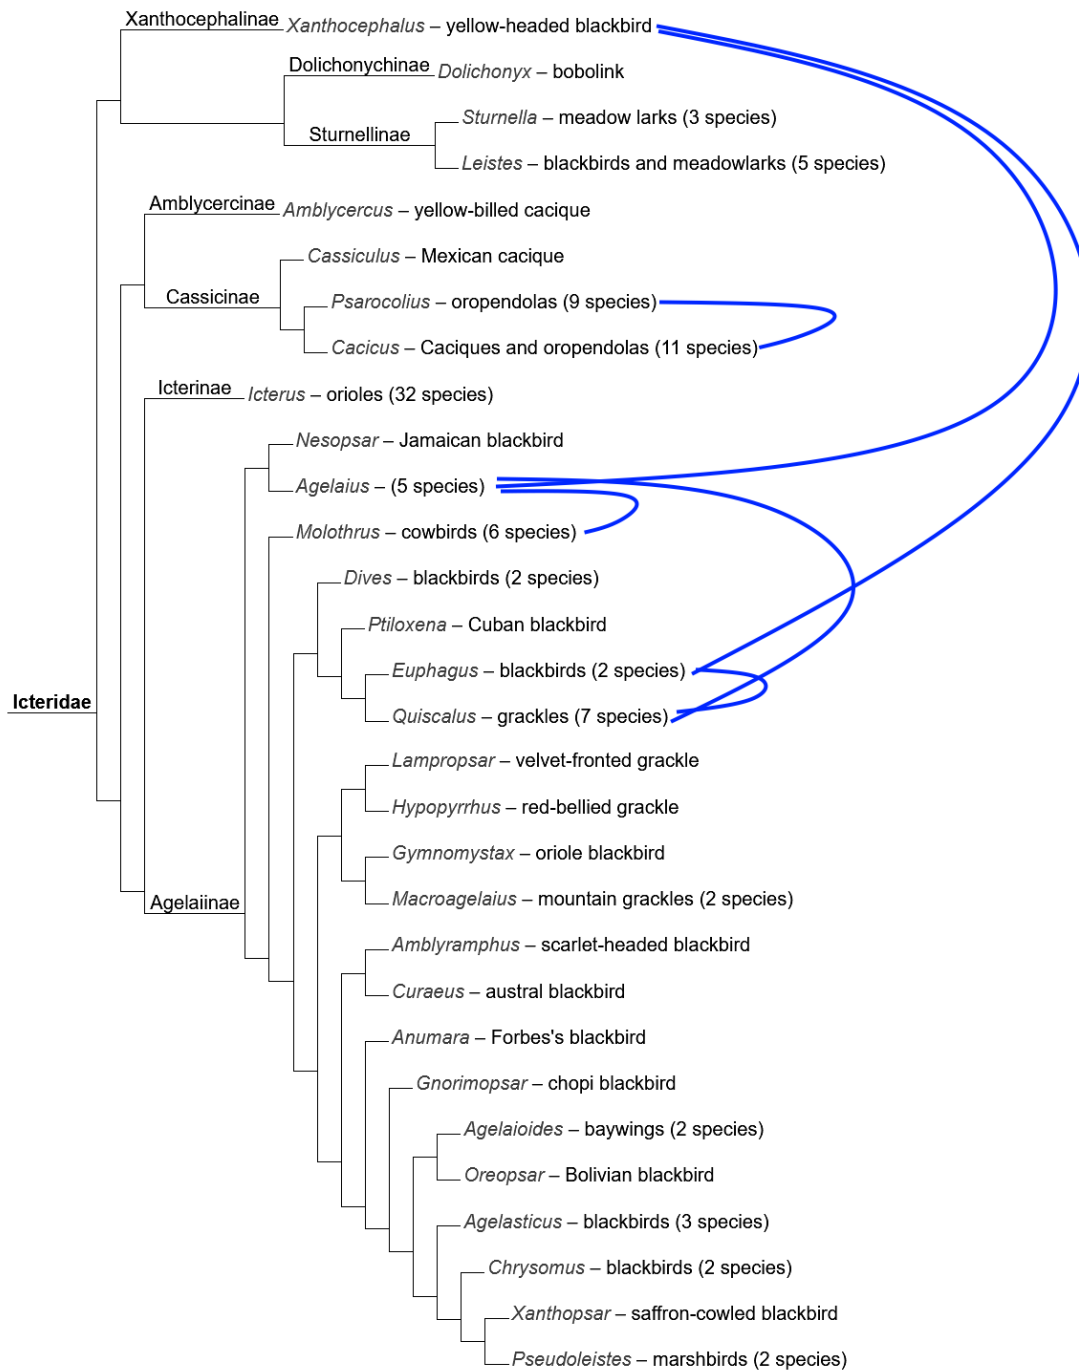 Xanthocephalinae
Xanthocephalus – yellow-headed blackbird
Dolichonychinae
Dolichonyx – bobolink
Sturnellinae
Sturnella – meadow larks (3 species)
Leistes – blackbirds and meadowlarks (5 species)
Amblycercinae
Amblycercus – yellow-billed cacique
Cassicinae
Cassiculus – Mexican cacique
Psarocolius – oropendolas (9 species)
Cacicus – Caciques and oropendolas (11 species)
Icterinae
Icterus – orioles (32 species)
Nesopsar – Jamaican blackbird
Agelaius – (5 species)
Molothrus – cowbirds (6 species)
Dives – blackbirds (2 species)
Ptiloxena – Cuban blackbird
Euphagus – blackbirds (2 species)
Icteridae
Quiscalus – grackles (7 species)
Lampropsar – velvet-fronted grackle
Hypopyrrhus – red-bellied grackle
Gymnomystax – oriole blackbird
Agelaiinae
Macroagelaius – mountain grackles (2 species)
Amblyramphus – scarlet-headed blackbird
Curaeus – austral blackbird
Anumara – Forbes's blackbird
Gnorimopsar – chopi blackbird
Agelaioides – baywings (2 species)
Oreopsar – Bolivian blackbird
Agelasticus – blackbirds (3 species)
Chrysomus – blackbirds (2 species)
Xanthopsar – saffron-cowled blackbird
Pseudoleistes – marshbirds (2 species)